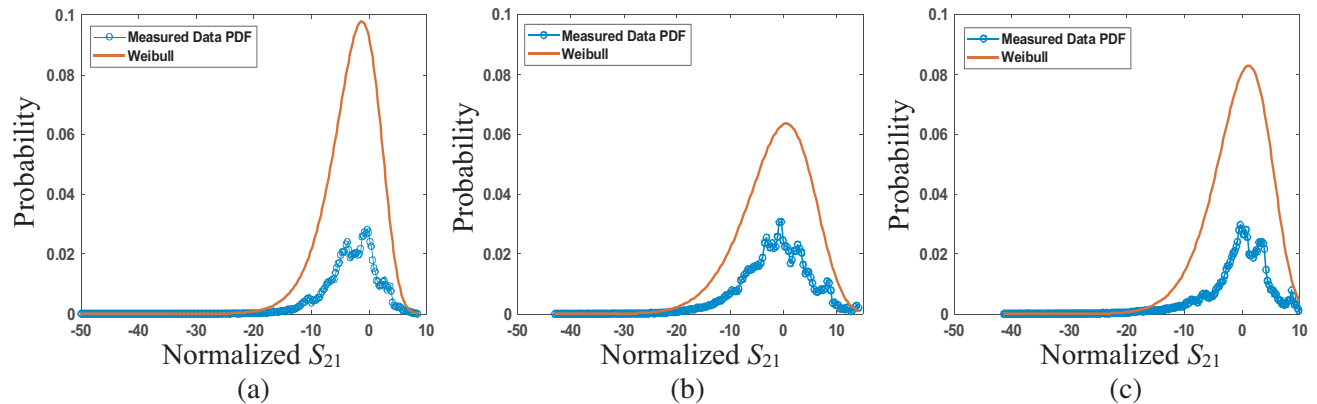 0.1
0.08
0.06
0.04
0.02
0
-50
-40
-30
-20
-10
0
10
Probability
Normalized S21
Measured Data PDF
Weibull
(a)
0.1
0.08
0.06
0.04
0.02
0
-50
-40
-30
-20
-10
0
10
Probability
Normalized S21
Measured Data PDF
Weibull
(b)
0.1
0.08
0.06
0.04
0.02
0
-50
-40
-30
-20
-10
0
10
Probability
Normalized S21
Measured Data PDF
Weibull
(c)